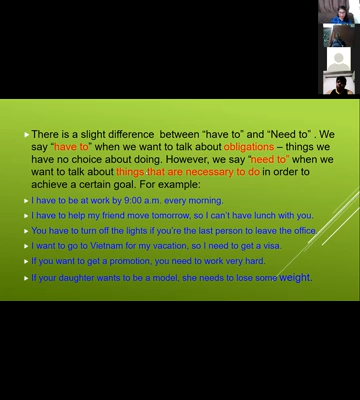 There is a slight difference between “have to” and “Need to” . We
say “have to” when we want to talk about obligations – things we
have no choice about doing. However, we say “need to” when we
want to talk about things that are necessary to do in order to
achieve a certain goal. For example:
I have to be at work by 9:00 a.m. every morning.
I have to help my friend move tomorrow, so I can’t have lunch with you.
You have to turn off the lights if you’re the last person to leave the office.
I want to go to Vietnam for my vacation, so I need to get a visa.
If you want to get a promotion, you need to work very hard.
If your daughter wants to be a model, she needs to lose some weight.